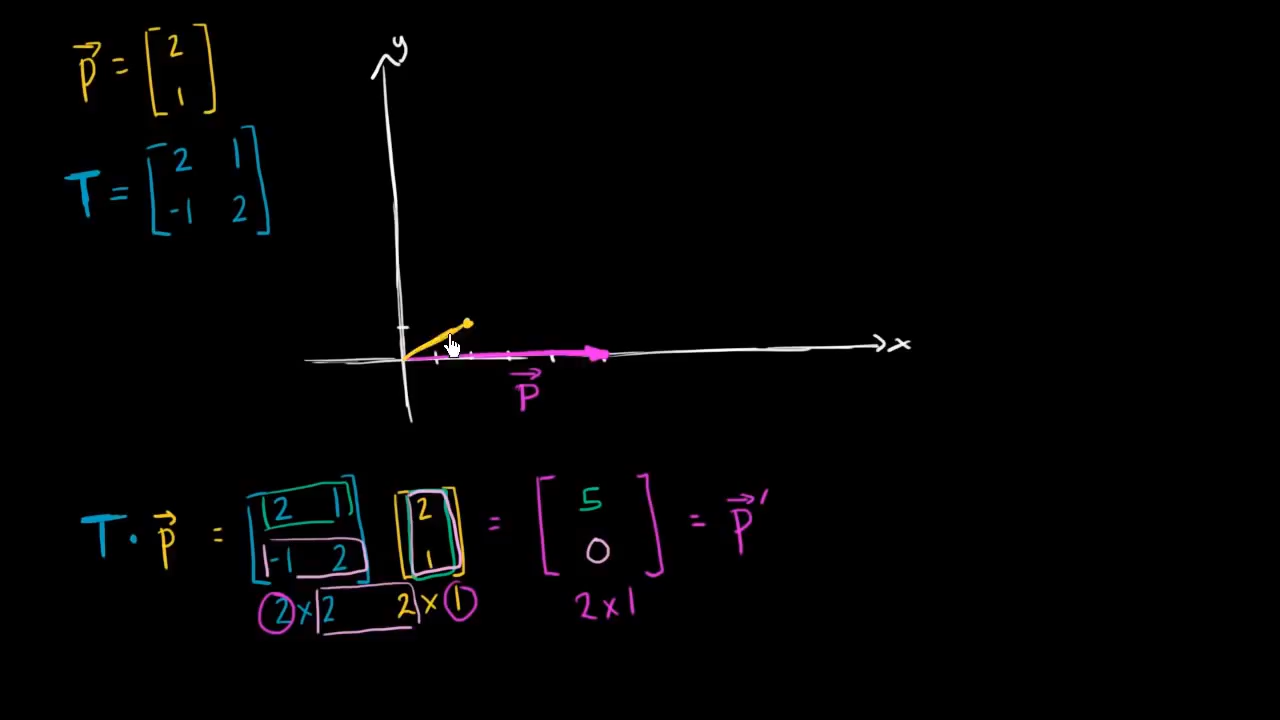 p⃗ = [2
1]
T = [2 1
-1 2]
y
x
p⃗
T · p⃗ = [2 1
-1 2] [2
1] = [5
0] = p⃗′
2×2 2×1 2×1